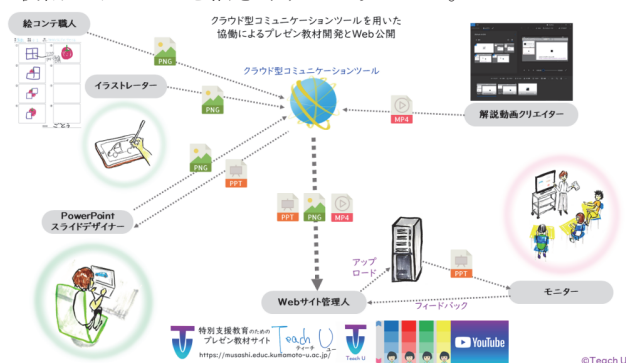 絵コンテ職人
クラウド型コミュニケーションツールを用いた
協働によるプレゼン教材開発とWeb公開
PNG
クラウド型コミュニケーションツール
イラストレーター
PNG
MP4
解説動画クリエイター
PNG
PPT
PowerPoint
スライドデザイナー
PPT
PNG
MP4
アップ
ロード
PPT
Webサイト管理人
フィードバック
モニター
特別支援教育のための
プレゼン教材サイト
https://musashi.educ.kumamoto-u.ac.jp/
Teach U
ティーチ ユー
Teach U
YouTube
©Teach U